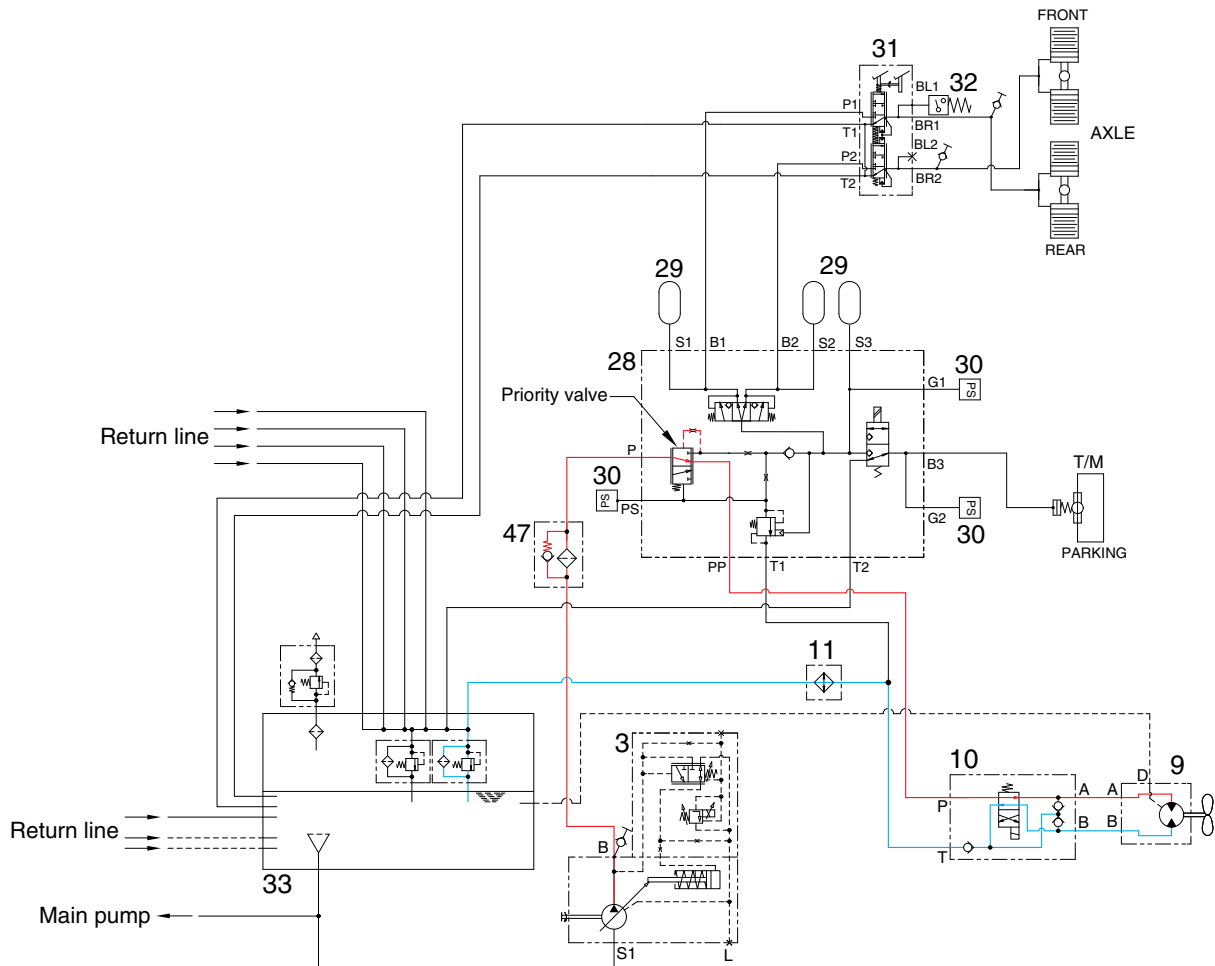 FRONT
31
BL1
32
P1
T1
BR1
AXLE
BL2
P2
T2
BR2
REAR
29
29
S1
B1
B2
S2
S3
28
30
G1
PS
Priority valve
Return line
P
B3
T/M
30
PS
PS
G2
PS
30
47
PARKING
PP
T1
T2
11
3
10
D
9
P
A
A
B
B
T
Return line
B
33
Main pump
S1
L